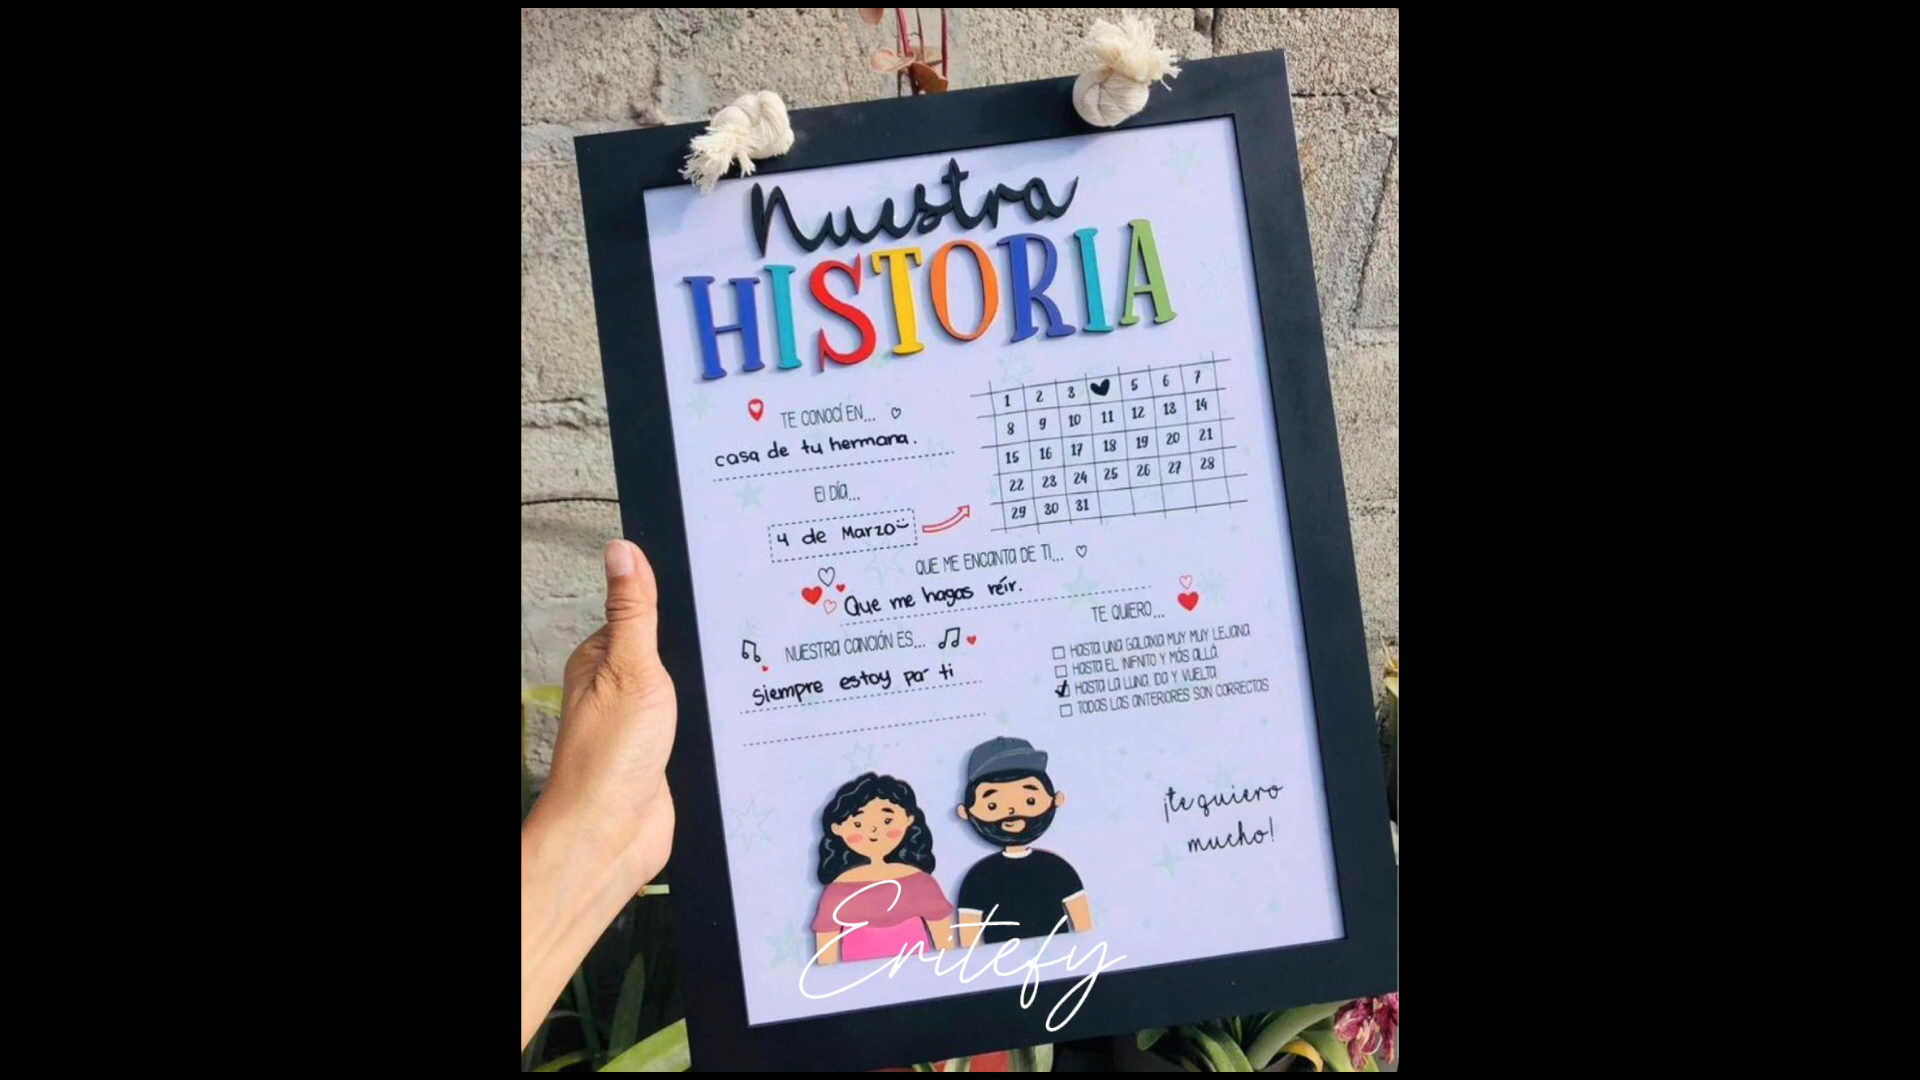 Nuestra
HISTORIA
TE CONOCÍ EN...
casa de tu hermana.
El Día...
4 de Marzo
1 2 3 5 6 7
8 9 10 11 12 13 14
15 16 17 18 19 20 21
22 23 24 25 26 27 28
29 30 31
QUE ME ENCANTA DE TI...
Que me hagas réir.
NUESTRA CANCIÓN ES...
siempre estoy por ti
TE QUIERO...
HASTA UNA GALAXIA MUY MUY LEJANA
HASTA EL INFINITO Y MÁS ALLÁ
HASTA LA LUNA, IDA Y VUELTA
TODAS LAS ANTERIORES SON CORRECTAS
¡te quiero
mucho!
Eritefy